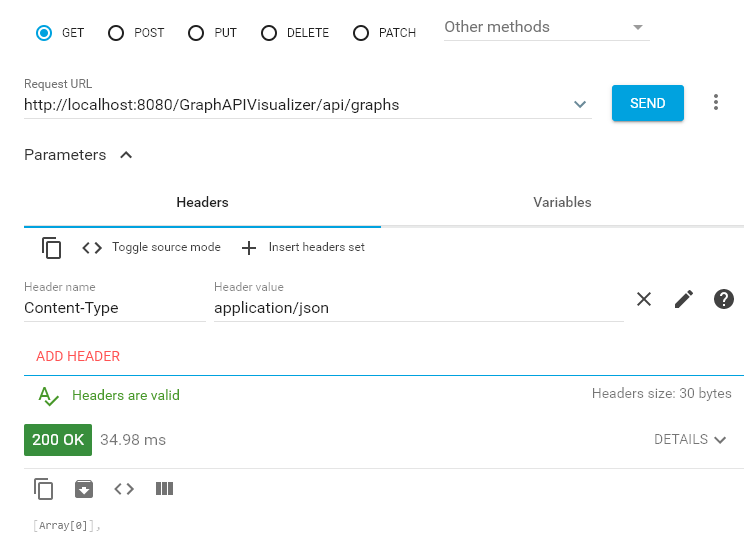 GET POST PUT DELETE PATCH Other methods
Request URL
http://localhost:8080/GraphAPIVisualizer/api/graphs SEND
Parameters
Headers Variables
Toggle source mode Insert headers set
Header name Header value
Content-Type application/json
ADD HEADER
Headers are valid Headers size: 30 bytes
200 OK 34.98 ms DETAILS
[Array[0]],